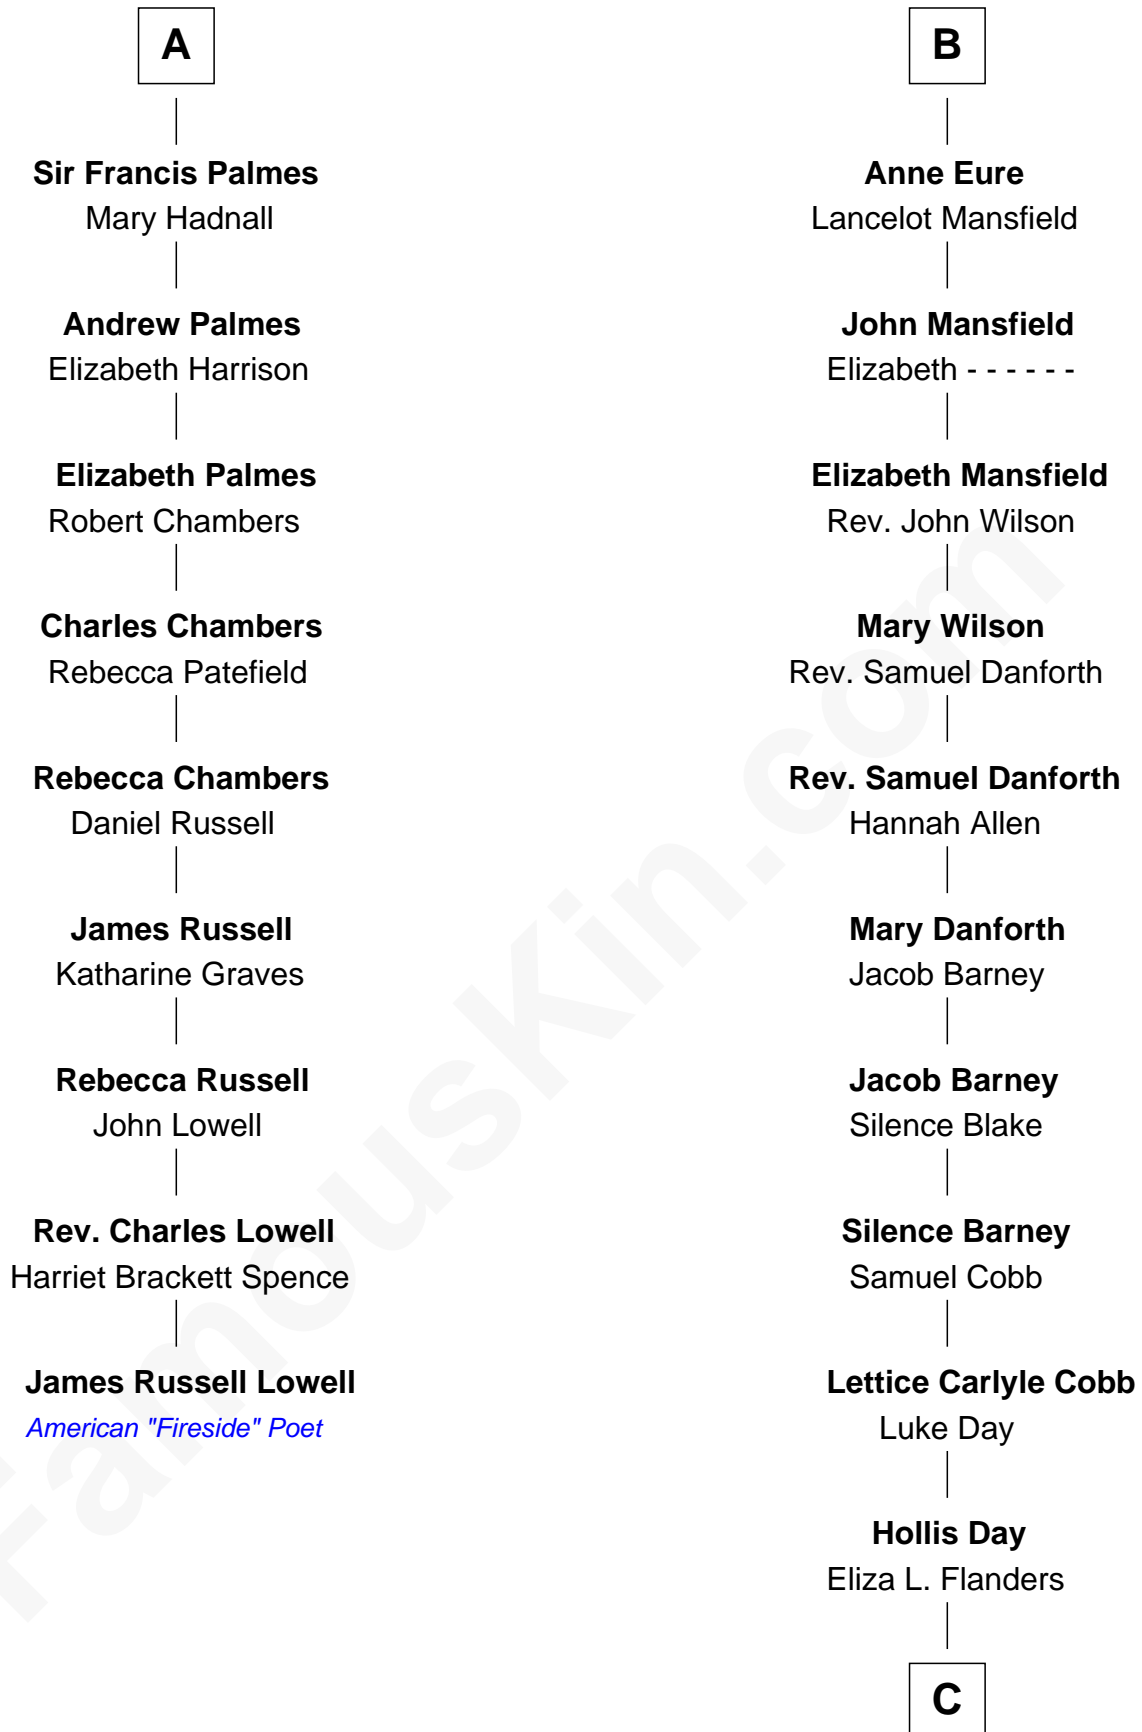 A
Sir Francis Palmes
Mary Hadnall
Andrew Palmes
Elizabeth Harrison
Elizabeth Palmes
Robert Chambers
Charles Chambers
Rebecca Patefield
Rebecca Chambers
Daniel Russell
James Russell
Katharine Graves
Rebecca Russell
John Lowell
Rev. Charles Lowell
Harriet Brackett Spence
James Russell Lowell
American "Fireside" Poet
B
Anne Eure
Lancelot Mansfield
John Mansfield
Elizabeth - - - - - -
Elizabeth Mansfield
Rev. John Wilson
Mary Wilson
Rev. Samuel Danforth
Rev. Samuel Danforth
Hannah Allen
Mary Danforth
Jacob Barney
Jacob Barney
Silence Blake
Silence Barney
Samuel Cobb
Lettice Carlyle Cobb
Luke Day
Hollis Day
Eliza L. Flanders
C
FamousKin.com